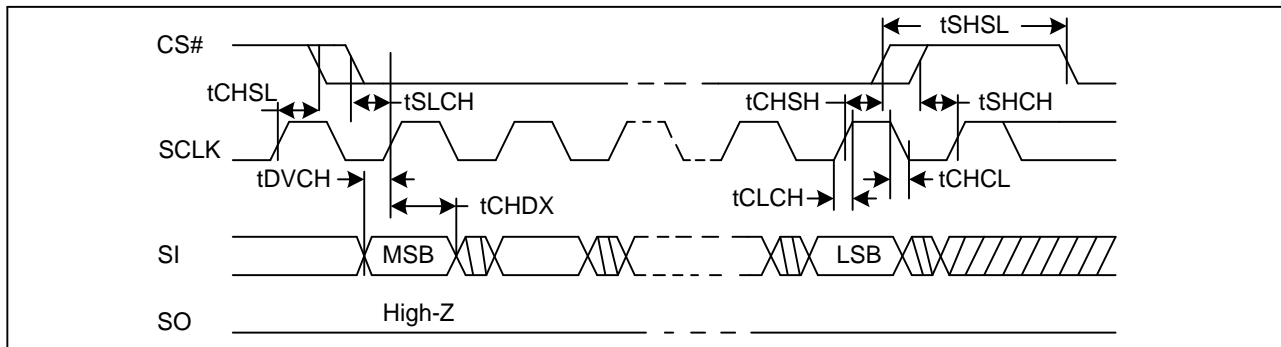 tSHSL
CS#
tCHSL
tSLCH
tCHSH
tSHCH
SCLK
tDVCH
tCHDX
tCLCH
tCHCL
SI
MSB
LSB
SO
High-Z